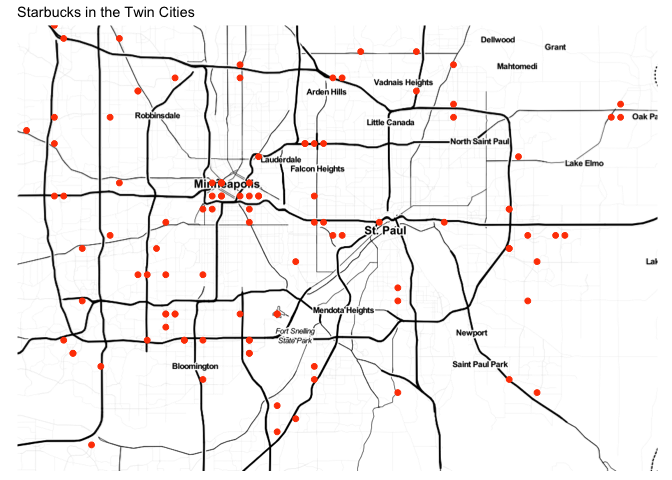 Starbucks in the Twin Cities
Dellwood
Grant
Mahtomedi
Vadnais Heights
Arden Hills
Robbinsdale
Little Canada
Oak Pa
North Saint Paul
Lauderdale
Lake Elmo
Falcon Heights
Minneapolis
St. Paul
Lak
Mendota Heights
Fort Snelling
State Park
Newport
Bloomington
Saint Paul Park